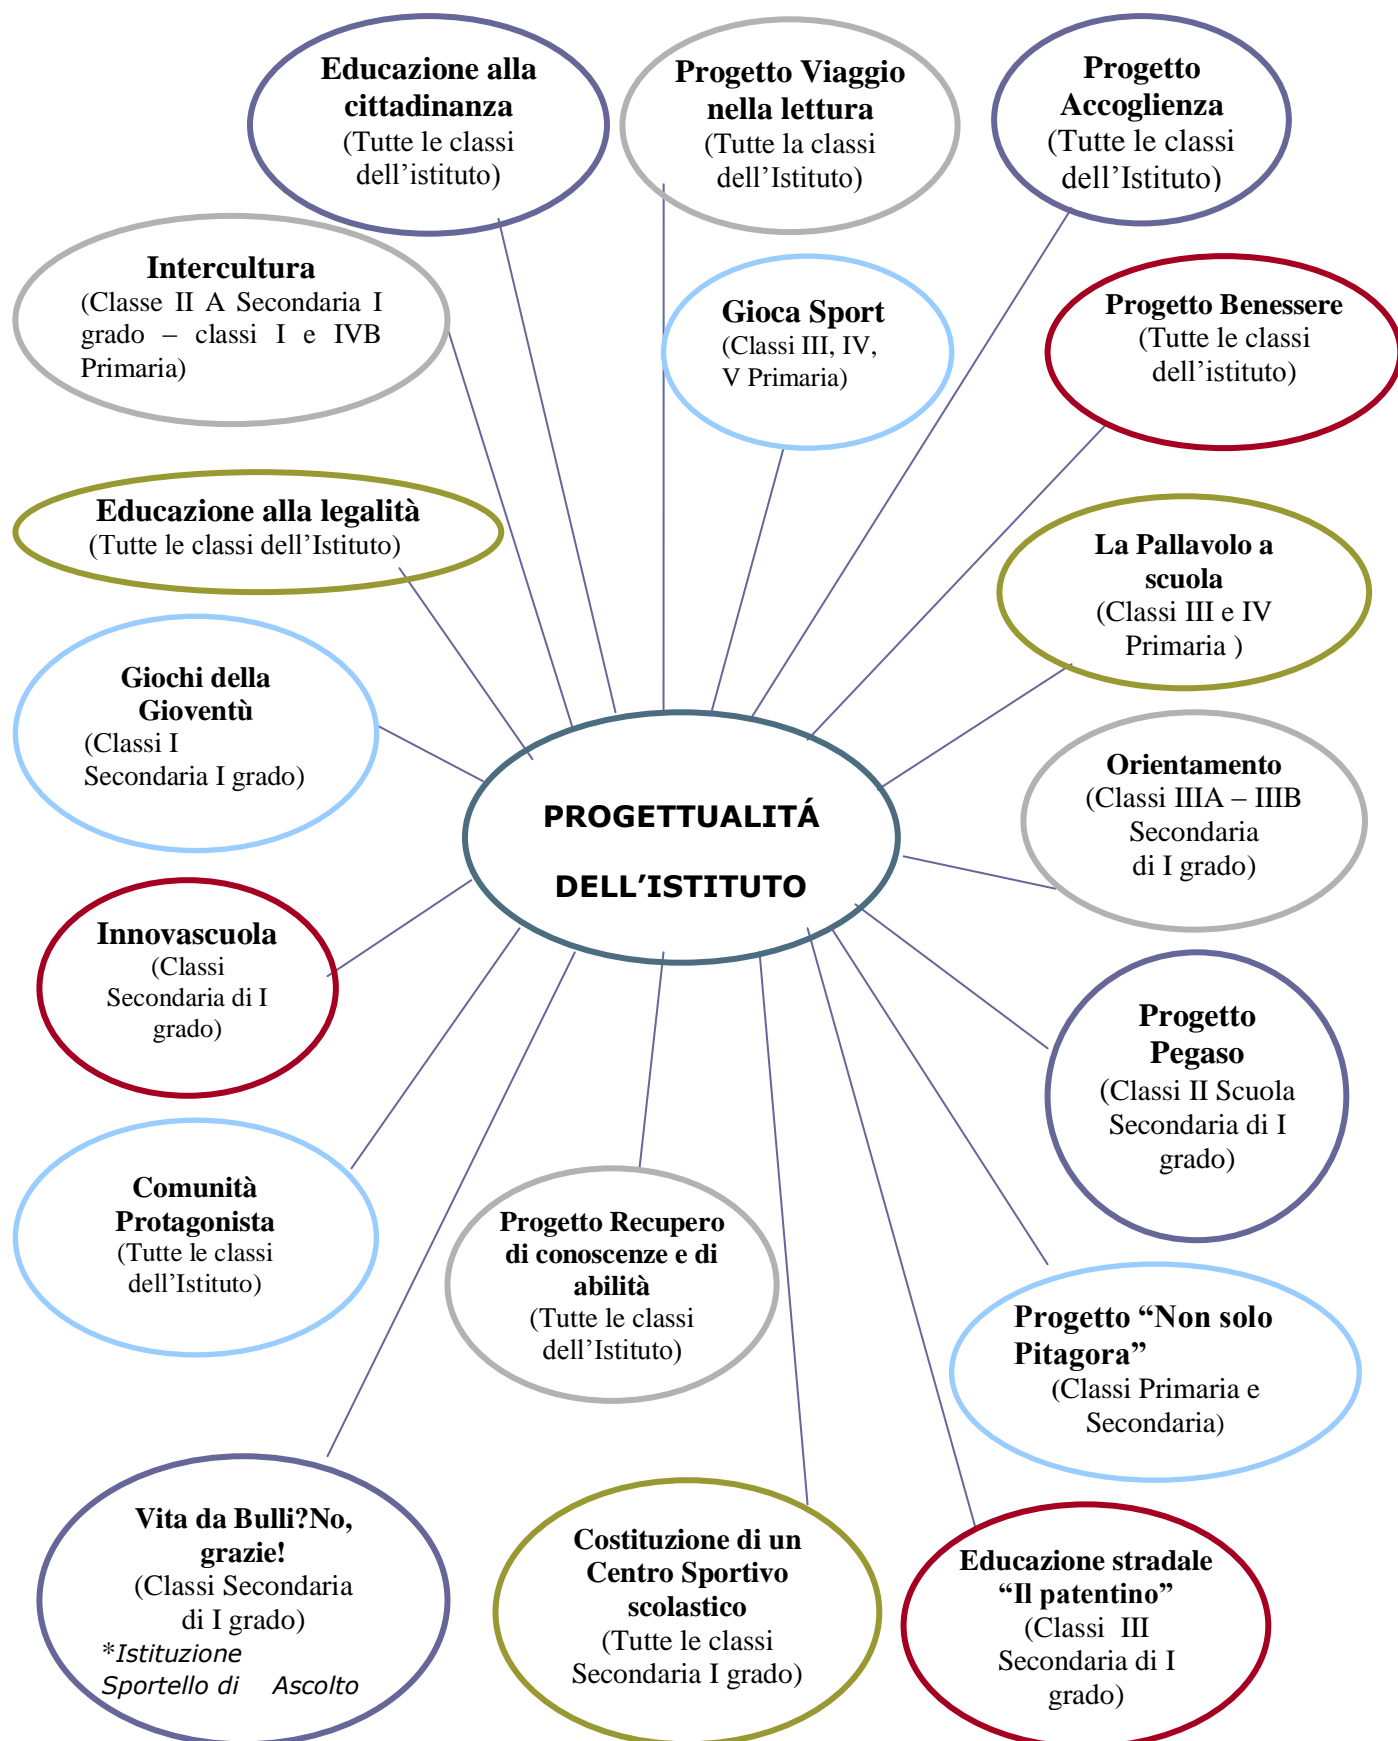 Educazione alla
cittadinanza
(Tutte le classi
dell’istituto)
Progetto Viaggio
nella lettura
(Tutte la classi
dell’Istituto)
Progetto
Accoglienza
(Tutte le classi
dell’Istituto)
Intercultura
(Classe II A Secondaria I
grado – classi I e IVB
Primaria)
Gioca Sport
(Classi III, IV,
V Primaria)
Progetto Benessere
(Tutte le classi
dell’istituto)
Educazione alla legalità
(Tutte le classi dell’Istituto)
La Pallavolo a
scuola
(Classi III e IV
Primaria )
Giochi della
Gioventù
(Classi I
Secondaria I grado)
PROGETTUALITÁ
DELL’ISTITUTO
Orientamento
(Classi IIIA – IIIB
Secondaria
di I grado)
Innovascuola
(Classi
Secondaria di I
grado)
Progetto
Pegaso
(Classi II Scuola
Secondaria di I
grado)
Comunità
Protagonista
(Tutte le classi
dell’Istituto)
Progetto Recupero
di conoscenze e di
abilità
(Tutte le classi
dell’Istituto)
Progetto “Non solo
Pitagora”
(Classi Primaria e
Secondaria)
Vita da Bulli?No,
grazie!
(Classi Secondaria
di I grado)
*Istituzione
Sportello di Ascolto
Costituzione di un
Centro Sportivo
scolastico
(Tutte le classi
Secondaria I grado)
Educazione stradale
“Il patentino”
(Classi III
Secondaria di I
grado)